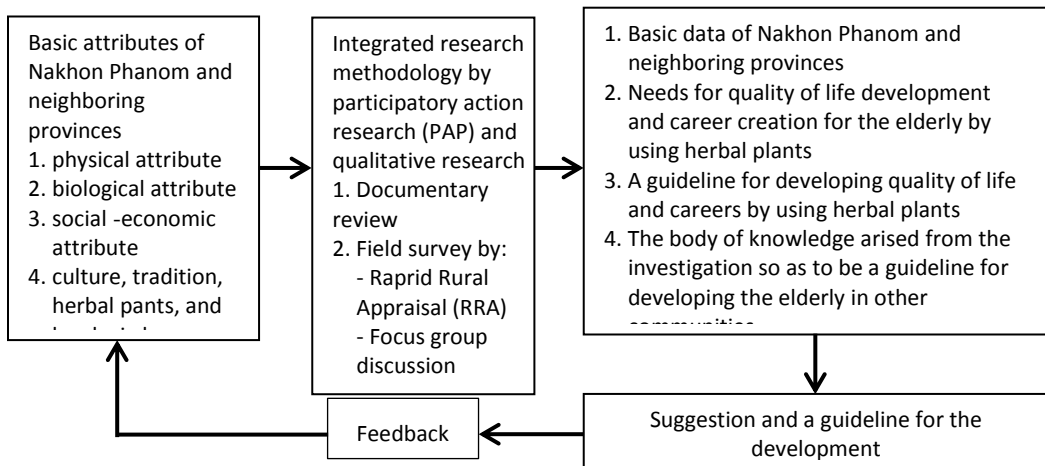 Basic attributes of
Nakhon Phanom and
neighboring
provinces
1. physical attribute
2. biological attribute
3. social -economic
attribute
4. culture, tradition,
herbal pants, and
Integrated research
methodology by
participatory action
research (PAP) and
qualitative research
1. Documentary
review
2. Field survey by:
- Raprid Rural
Appraisal (RRA)
- Focus group
discussion
1. Basic data of Nakhon Phanom and
neighboring provinces
2. Needs for quality of life development
and career creation for the elderly by
using herbal plants
3. A guideline for developing quality of life
and careers by using herbal plants
4. The body of knowledge arised from the
investigation so as to be a guideline for
developing the elderly in other
communities
Suggestion and a guideline for the
development
Feedback